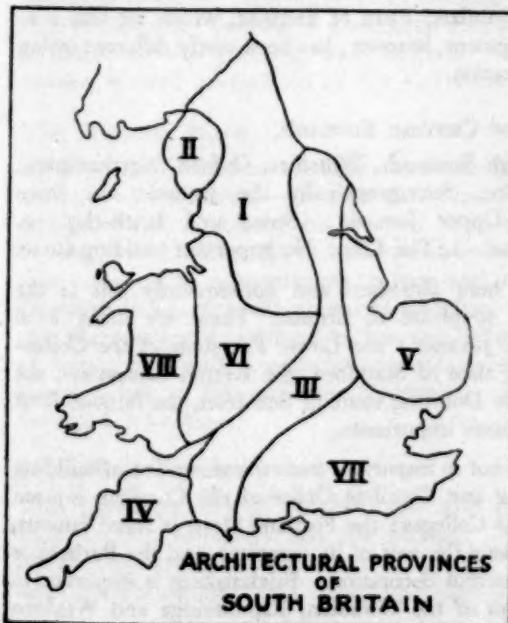 II
I
VIII
VI
III
V
IV
VII
ARCHITECTURAL PROVINCES
OF
SOUTH BRITAIN